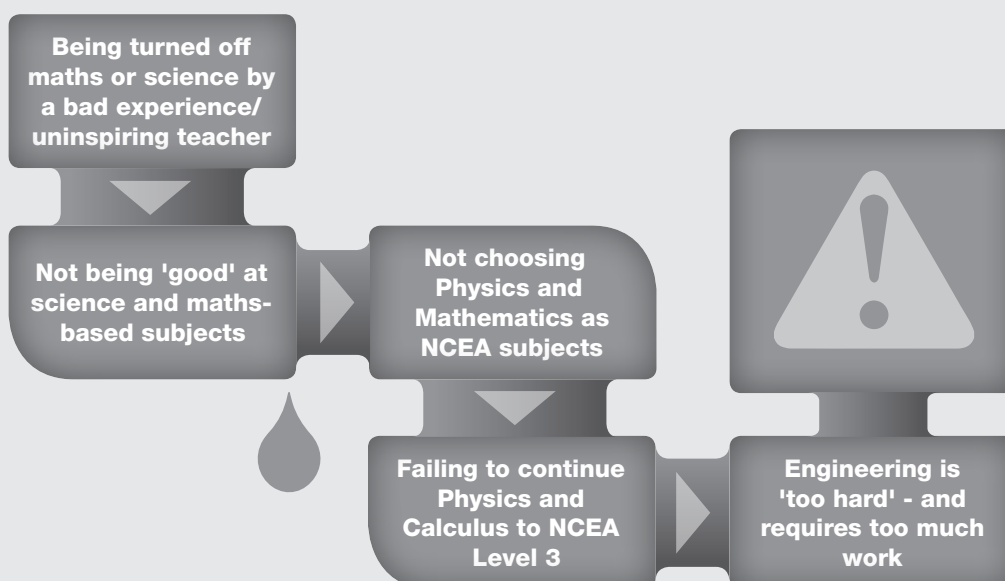 Being turned off
maths or science by
a bad experience/
uninspiring teacher
Not being 'good' at
science and maths-
based subjects
Not choosing
Physics and
Mathematics as
NCEA subjects
Failing to continue
Physics and
Calculus to NCEA
Level 3
Engineering is
'too hard' - and
requires too much
work